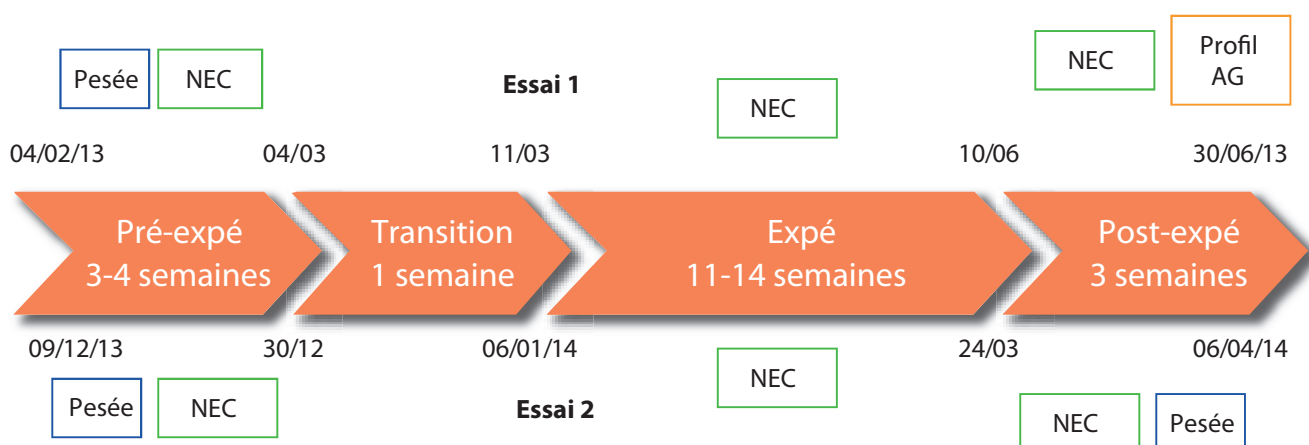 Pesée NEC Essai 1 NEC NEC Profil AG
04/02/13 04/03 11/03 10/06 30/06/13
Pré-expé
3-4 semaines
Transition
1 semaine
Expé
11-14 semaines
Post-expé
3 semaines
09/12/13 30/12 06/01/14 24/03 06/04/14
Pesée NEC Essai 2 NEC NEC Pesée